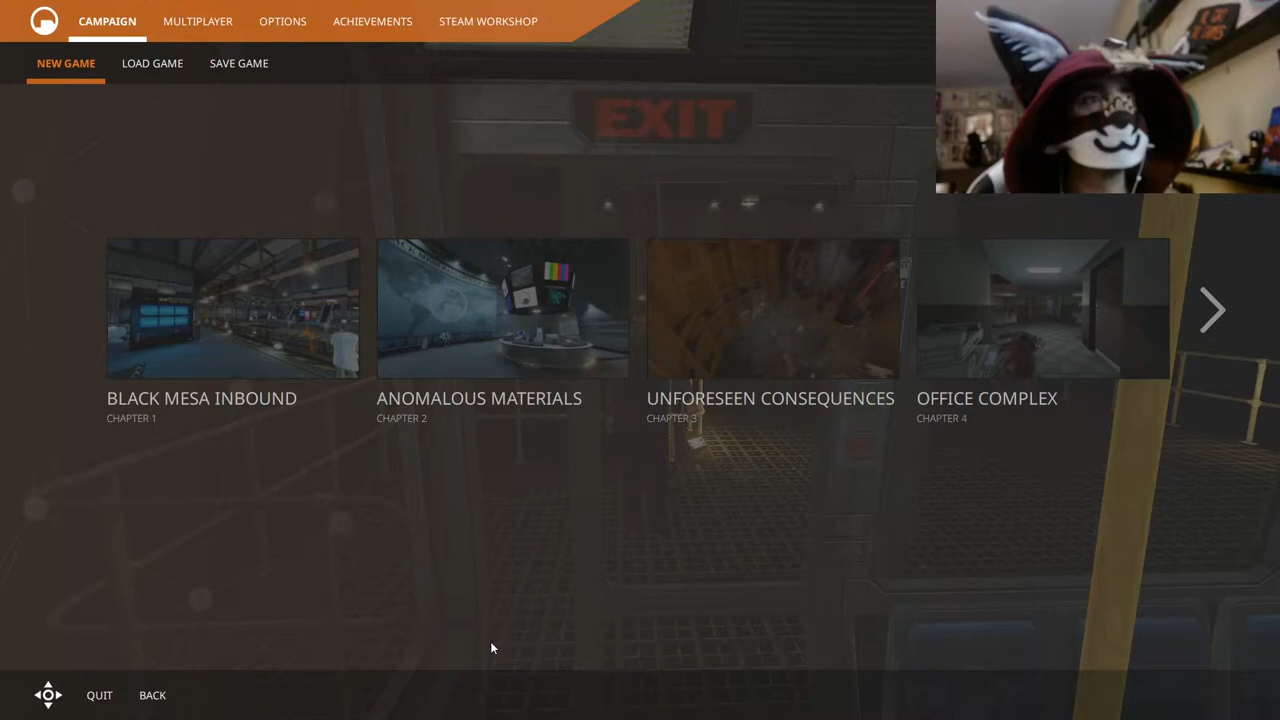 CAMPAIGN MULTIPLAYER OPTIONS ACHIEVEMENTS STEAM WORKSHOP
NEW GAME LOAD GAME SAVE GAME
EXIT
BLACK MESA INBOUND
CHAPTER 1
ANOMALOUS MATERIALS
CHAPTER 2
UNFORESEEN CONSEQUENCES
CHAPTER 3
OFFICE COMPLEX
CHAPTER 4
QUIT BACK